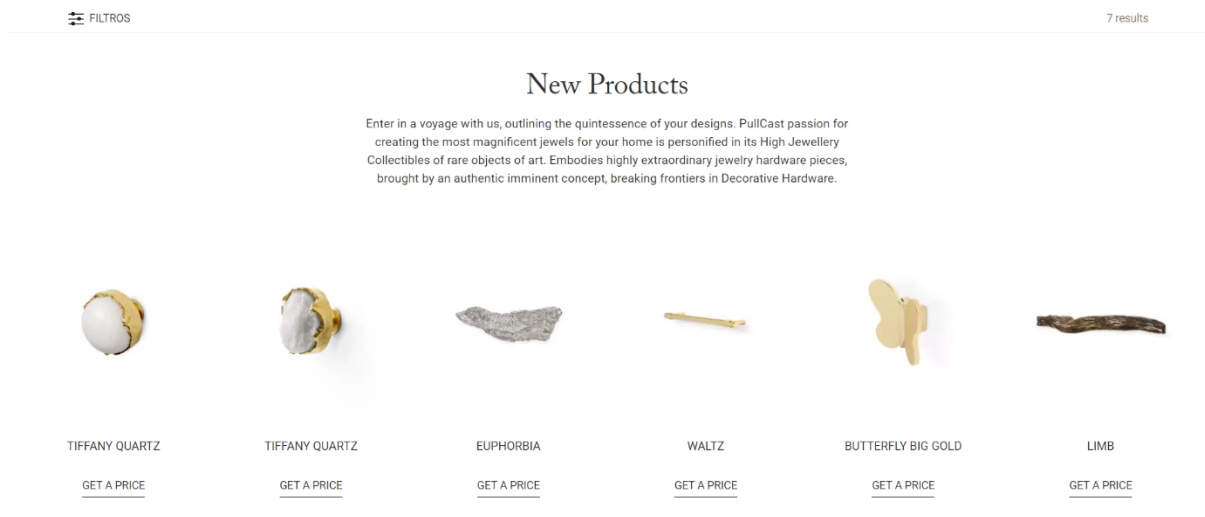 FILTROS
7 results
New Products
Enter in a voyage with us, outlining the quintessence of your designs. PullCast passion for
creating the most magnificent jewels for your home is personified in its High Jewellery
Collectibles of rare objects of art. Embodies highly extraordinary jewelry hardware pieces,
brought by an authentic imminent concept, breaking frontiers in Decorative Hardware.
TIFFANY QUARTZ
TIFFANY QUARTZ
EUPHORBIA
WALTZ
BUTTERFLY BIG GOLD
LIMB
GET A PRICE
GET A PRICE
GET A PRICE
GET A PRICE
GET A PRICE
GET A PRICE